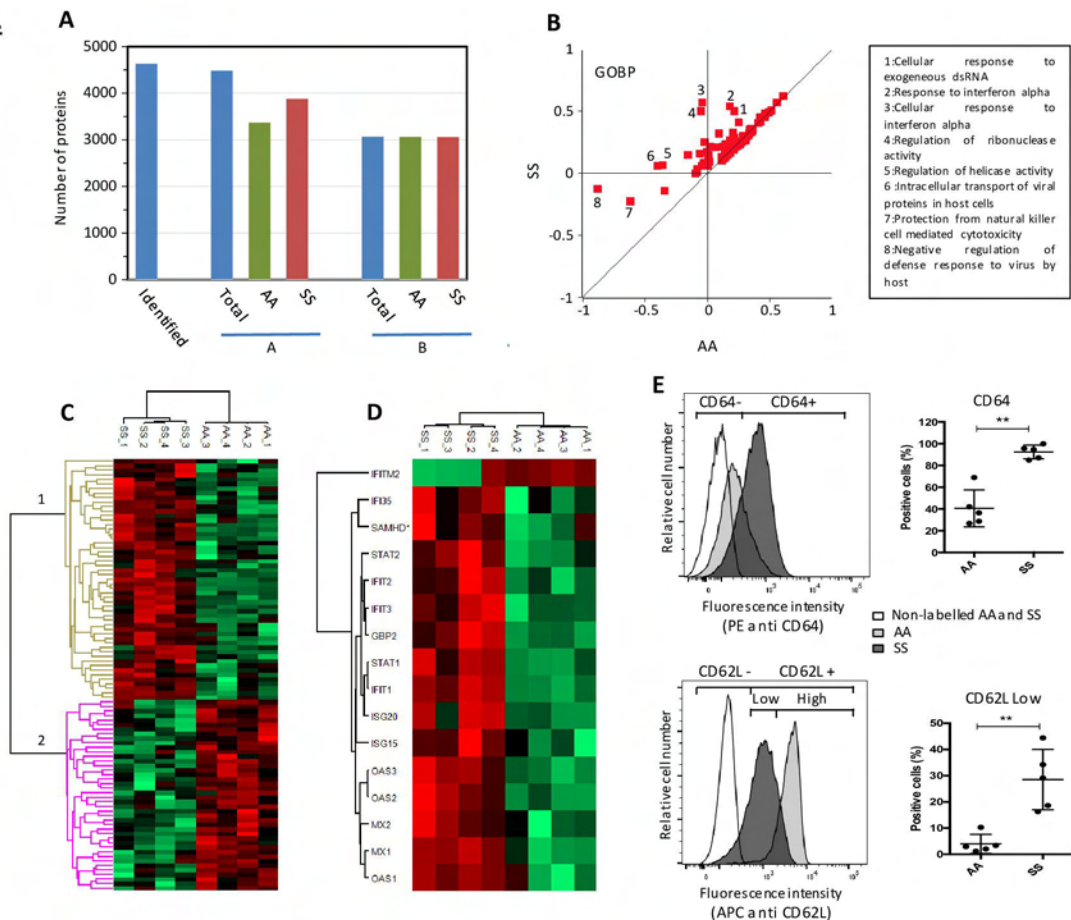 A
5000
4000
3000
2000
1000
0
Number of proteins
Identified
Total
AA
SS
Total
AA
SS
A
B
B
GOBP
1
0.5
0
-0.5
-1
-1
-0.5
0
0.5
1
SS
AA
3
2
4
1
6
5
8
7
1:Cellular response to
exogeneous dsRNA
2:Response to interferon alpha
3:Cellular response to
interferon alpha
4:Regulation of ribonuclease
activity
5:Regulation of helicase activity
6 :Intracellular transport of viral
proteins in host cells
7:Protection from natural killer
cell mediated cytotoxicity
8:Negative regulation of
defense response to virus by
host
C
SS_1
SS_2
SS_4
SS_3
AA_3
AA_4
AA_2
AA_1
1
2
D
SS_1
SS_3
SS_2
SS_4
AA_2
AA_4
AA_3
AA_1
IFITM2
IFI35
SAMHD
STAT2
IFIT2
IFIT3
GBP2
STAT1
IFIT1
ISG20
ISG15
OAS3
OAS2
MX2
MX1
OAS1
E
CD64-
CD64+
Relative cell number
0
10³
10⁴
10⁵
Fluorescence intensity
(PE anti CD64)
CD64
**
120
100
80
60
40
20
0
Positive cells (%)
AA
SS
Non-labelled AA and SS
AA
SS
CD62L -
CD62L +
Low
High
Relative cell number
0
10³
10⁴
10⁵
Fluorescence intensity
(APC anti CD62L)
CD62L Low
**
50
40
30
20
10
0
Positive cells (%)
AA
SS